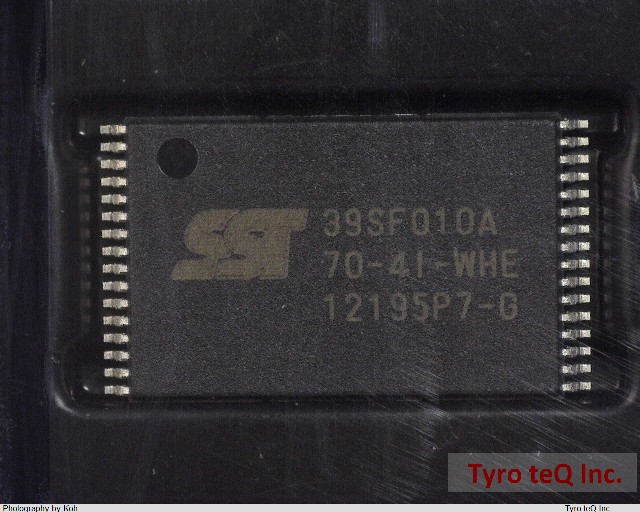 SST
39SF010A
70-4I-WHE
12195P7-G
Tyro teQ Inc.
Photography by Koh
Tyro teQ Inc.